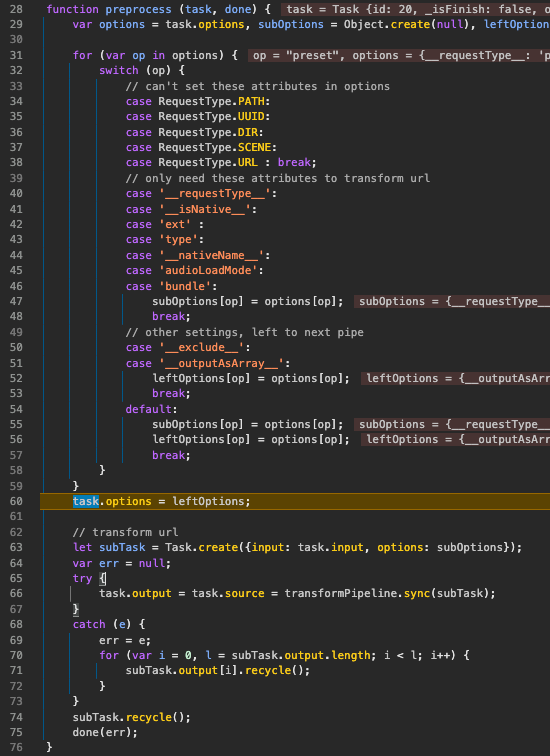 28 function preprocess (task, done) { task = Task {id: 20, _isFinish: false, o
29 var options = task.options, subOptions = Object.create(null), leftOption
30
31 for (var op in options) { op = "preset", options = {__requestType__: 'p
32 switch (op) {
33 // can't set these attributes in options
34 case RequestType.PATH:
35 case RequestType.UUID:
36 case RequestType.DIR:
37 case RequestType.SCENE:
38 case RequestType.URL : break;
39 // only need these attributes to transform url
40 case '__requestType__':
41 case '__isNative__':
42 case 'ext' :
43 case 'type':
44 case '__nativeName__':
45 case 'audioLoadMode':
46 case 'bundle':
47 subOptions[op] = options[op]; subOptions = {__requestType__
48 break;
49 // other settings, left to next pipe
50 case '__exclude__':
51 case '__outputAsArray__':
52 leftOptions[op] = options[op]; leftOptions = {__outputAsArr
53 break;
54 default:
55 subOptions[op] = options[op]; subOptions = {__requestType__
56 leftOptions[op] = options[op]; leftOptions = {__outputAsArr
57 break;
58 }
59 }
60 task.options = leftOptions;
61
62 // transform url
63 let subTask = Task.create({input: task.input, options: subOptions});
64 var err = null;
65 try {
66 task.output = task.source = transformPipeline.sync(subTask);
67 }
68 catch (e) {
69 err = e;
70 for (var i = 0, l = subTask.output.length; i < l; i++) {
71 subTask.output[i].recycle();
72 }
73 }
74 subTask.recycle();
75 done(err);
76 }